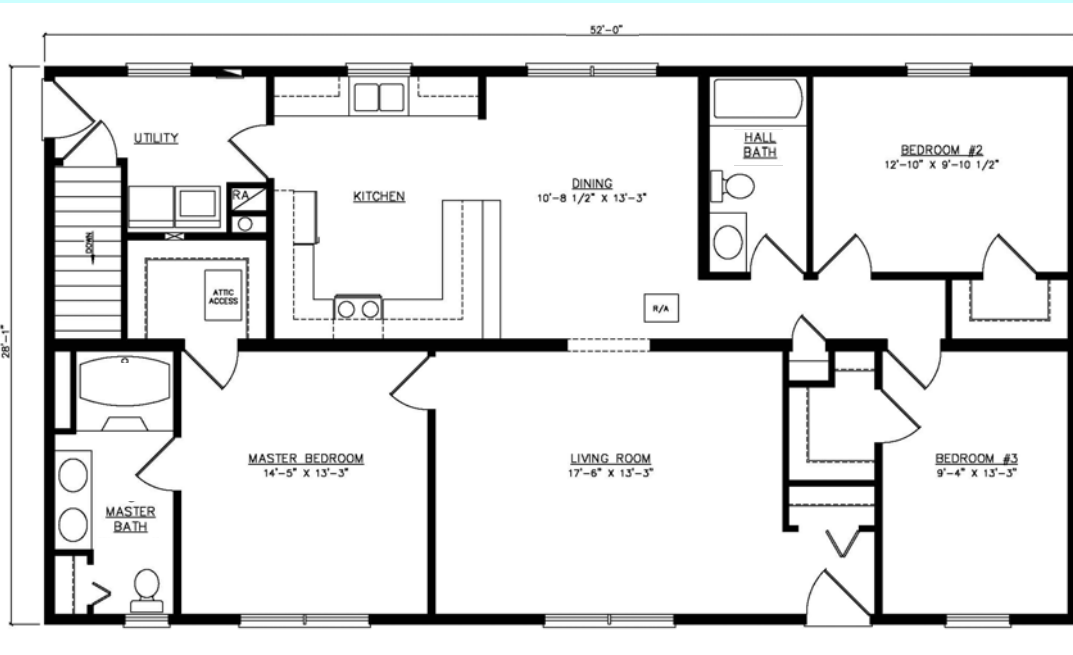 52'-0"
UTILITY
HALL
BATH
BEDROOM #2
12'-10" X 9'-10 1/2"
KITCHEN
DINING
10'-8 1/2" X 13'-3"
RA
DOWN
ATTIC
ACCESS
R/A
28'-1"
MASTER BEDROOM
14'-5" X 13'-3"
LIVING ROOM
17'-6" X 13'-3"
BEDROOM #3
9'-4" X 13'-3"
MASTER
BATH